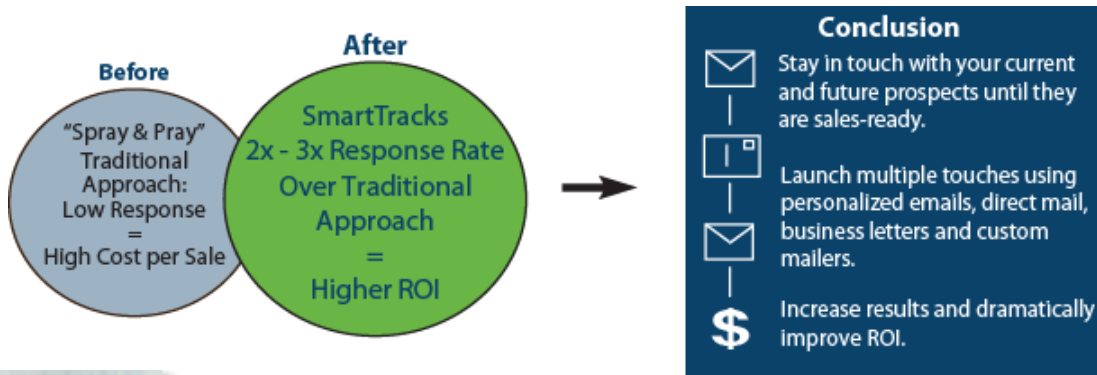 Before
"Spray & Pray"
Traditional
Approach:
Low Response
=
High Cost per Sale
After
SmartTracks
2x - 3x Response Rate
Over Traditional
Approach
=
Higher ROI
Conclusion
Stay in touch with your current
and future prospects until they
are sales-ready.
Launch multiple touches using
personalized emails, direct mail,
business letters and custom
mailers.
$
Increase results and dramatically
improve ROI.